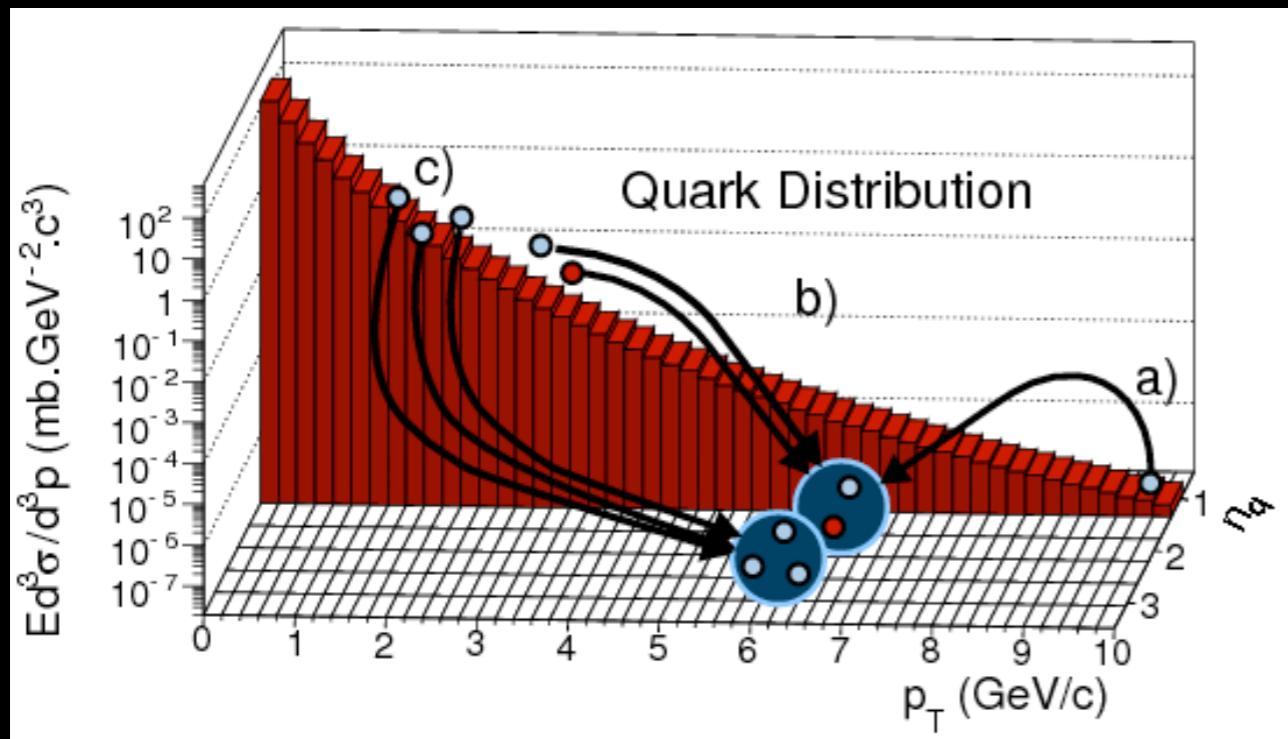 c)
Quark Distribution
b)
a)
Ed³σ/d³p (mb.GeV⁻².c³)
10²
10
1
10⁻¹
10⁻²
10⁻³
10⁻⁴
10⁻⁵
10⁻⁶
10⁻⁷
0 1 2 3 4 5 6 7 8 9 10
p_T (GeV/c)
1
2
3
n_q